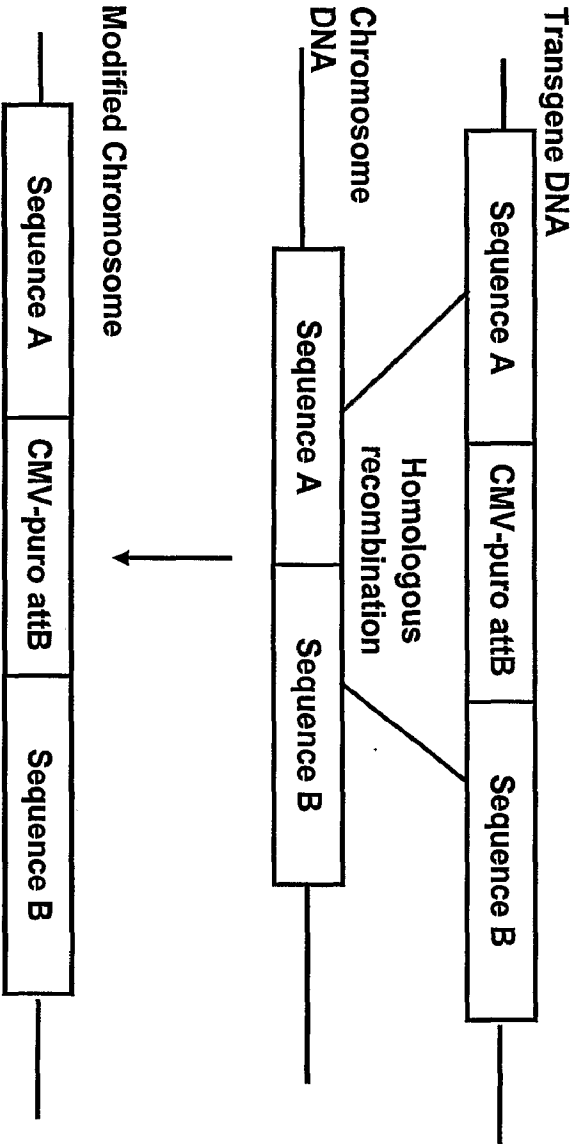 Transgene DNA
Sequence A
CMV-puro attB
Sequence B
Chromosome
DNA
Homologous
recombination
Sequence A
Sequence B
Modified Chromosome
Sequence A
CMV-puro attB
Sequence B